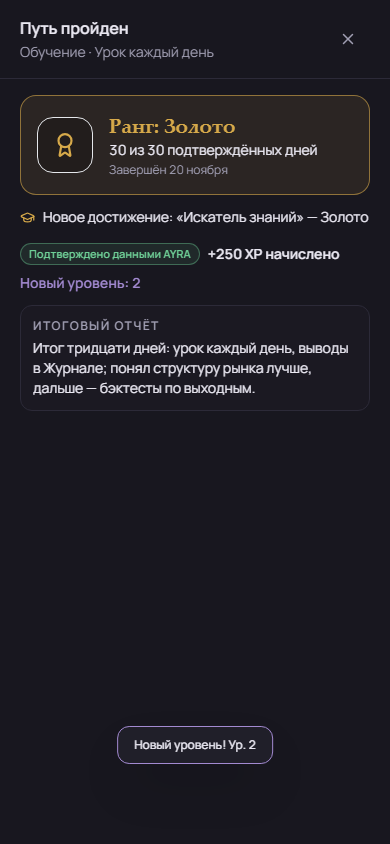 Путь пройден
Обучение · Урок каждый день
Ранг: Золото
30 из 30 подтверждённых дней
Завершён 20 ноября
Новое достижение: «Искатель знаний» — Золото
Подтверждено данными AYRA +250 XP начислено
Новый уровень: 2
ИТОГОВЫЙ ОТЧЁТ
Итог тридцати дней: урок каждый день, выводы
в Журнале; понял структуру рынка лучше,
дальше — бэктесты по выходным.
Новый уровень! Ур. 2